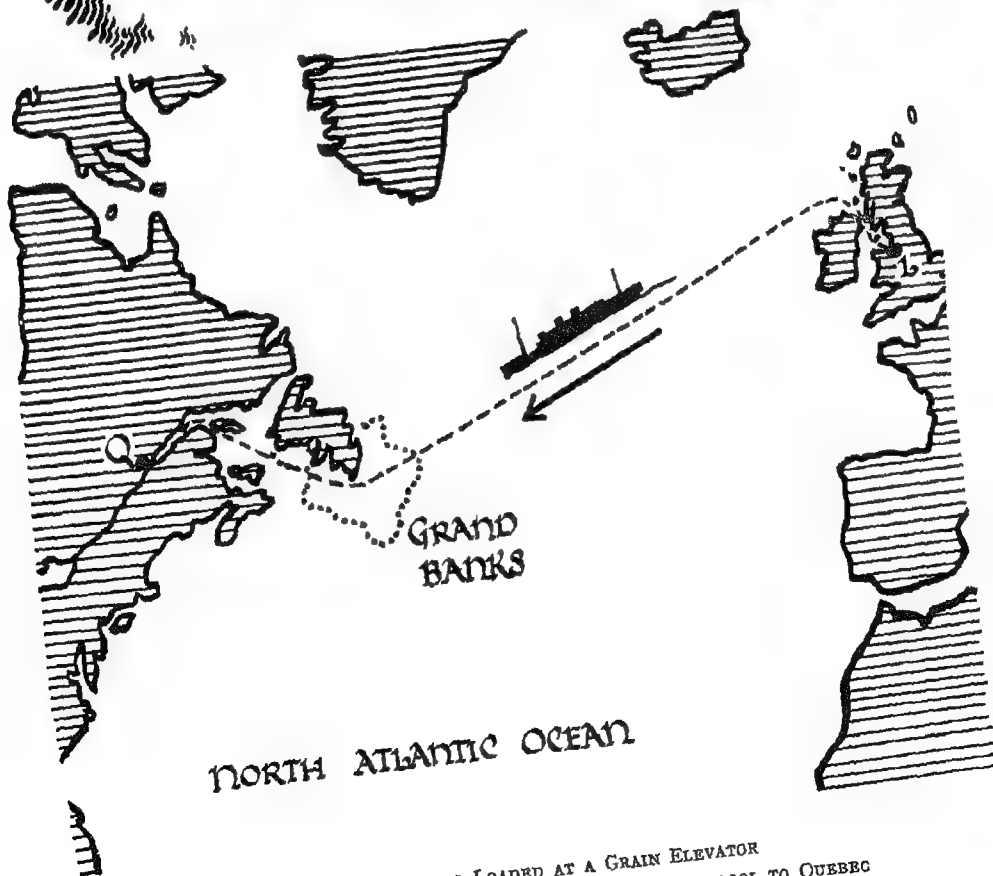 L
GRAND
BANKS
NORTH ATLANTIC OCEAN
LOADED AT A GRAIN ELEVATOR
TO QUEBEC